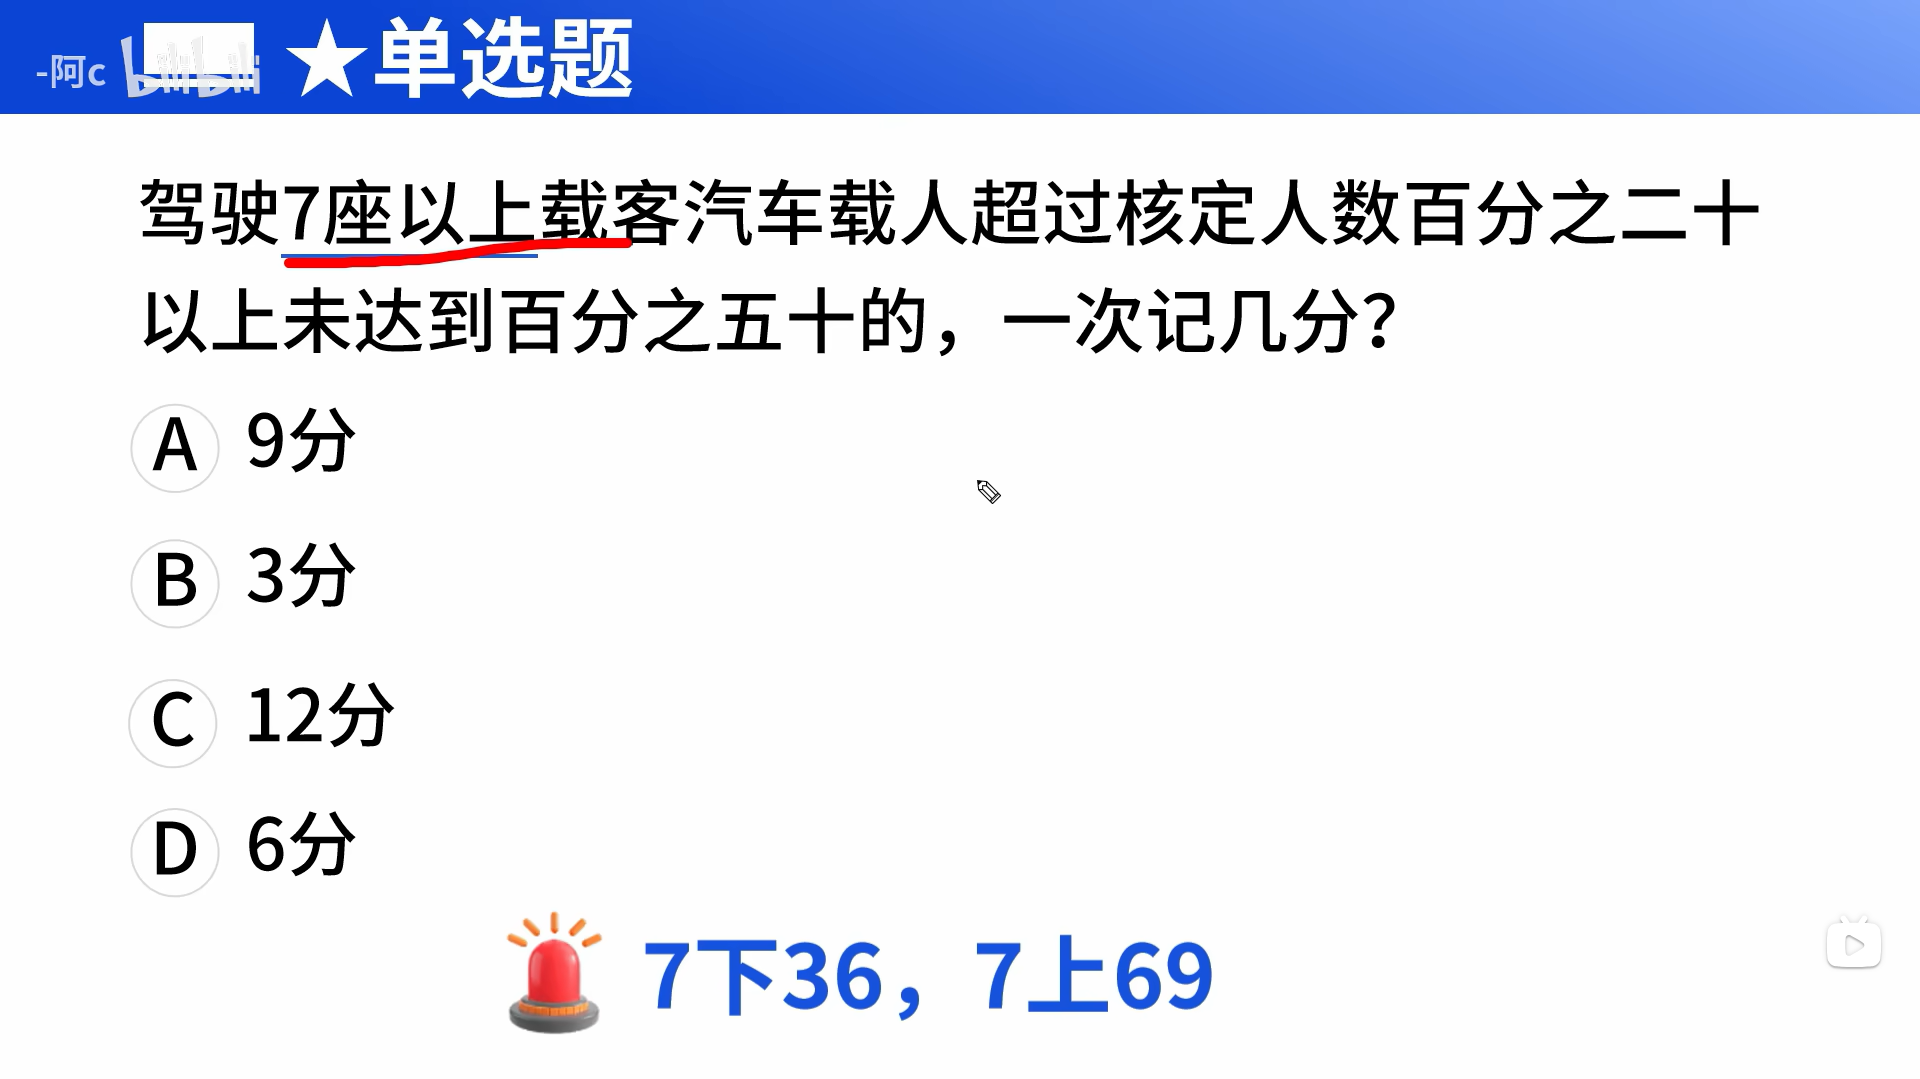 -阿c bilibili ★单选题
驾驶7座以上载客汽车载人超过核定人数百分之二十
以上未达到百分之五十的，一次记几分？
A 9分
B 3分
C 12分
D 6分
7下36，7上69